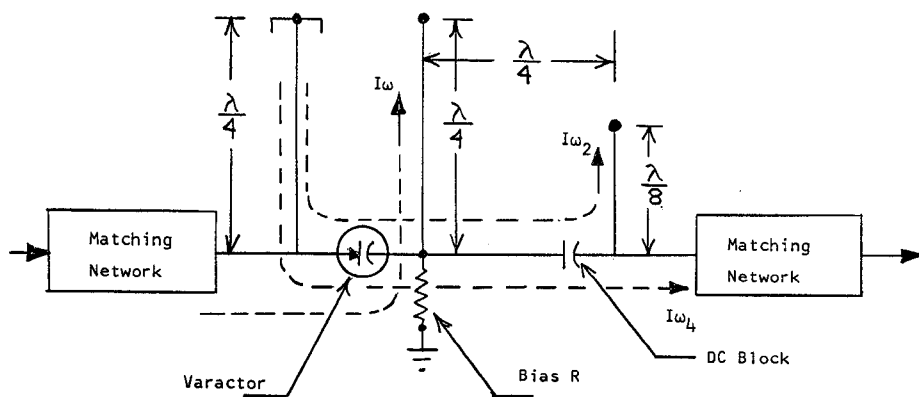 λ/4
Iω
λ/4
λ/4
Iω2
λ/8
Matching
Network
Matching
Network
Iω4
Varactor
Bias R
DC Block